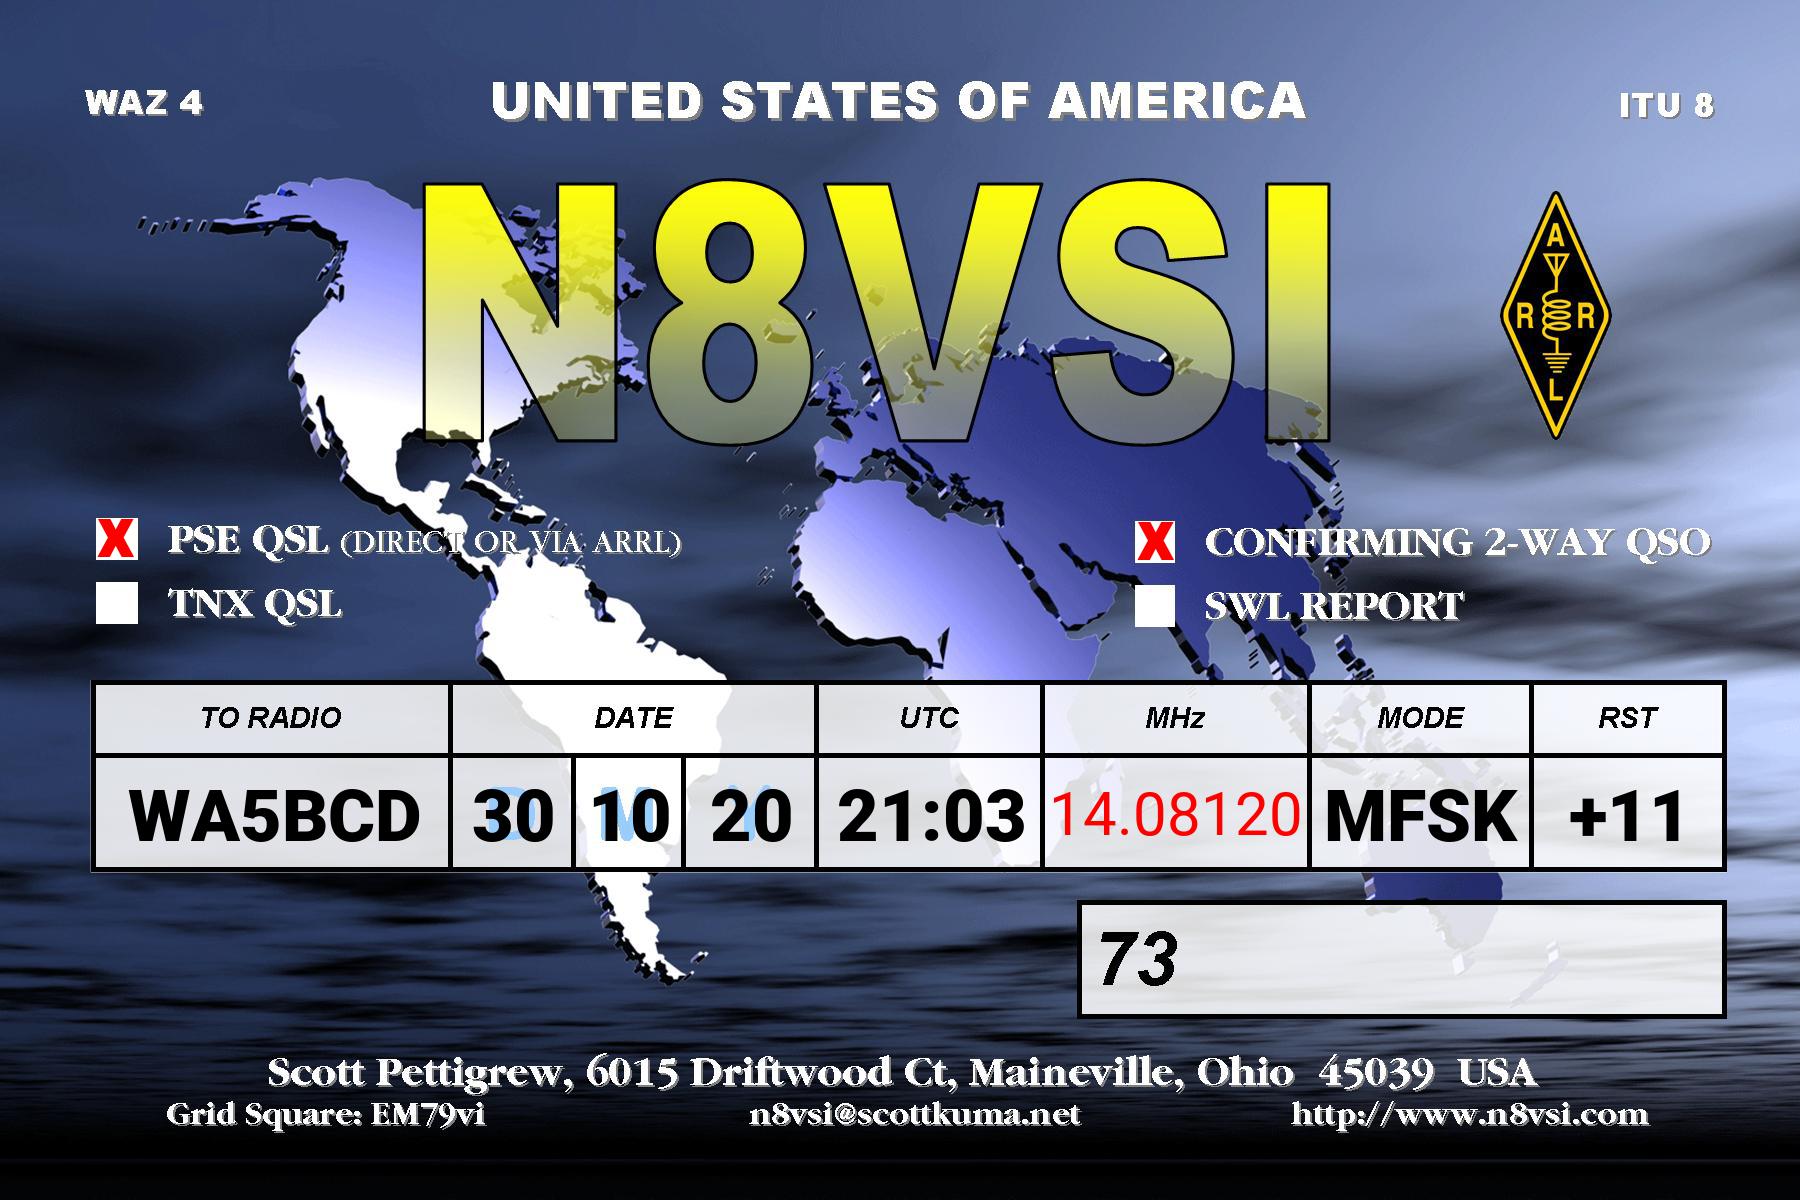 WAZ 4 UNITED STATES OF AMERICA ITU 8
N8VSI
A
R R
L
X PSE QSL (DIRECT OR VIA ARRL) X CONFIRMING 2-WAY QSO
TNX QSL SWL REPORT
TO RADIO DATE UTC MHz MODE RST
WA5BCD 30 10 20 21:03 14.08120 MFSK +11
D M Y
73
Scott Pettigrew, 6015 Driftwood Ct, Maineville, Ohio 45039 USA
Grid Square: EM79vi n8vsi@scottkuma.net http://www.n8vsi.com